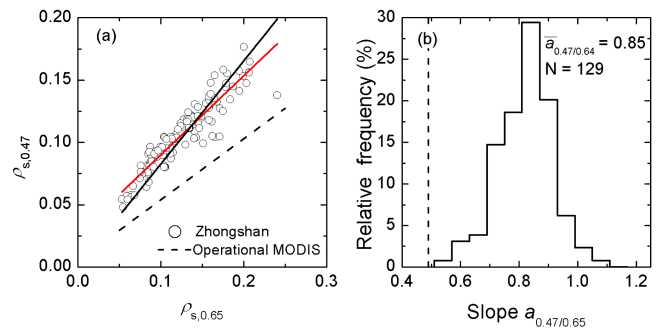 (a)
0.20
0.15
0.10
0.05
0.00
ρs,0.47
Zhongshan
Operational MODIS
0.0 0.1 0.2 0.3
ρs,0.65
(b)
a̅0.47/0.64 = 0.85
N = 129
30
25
20
15
10
5
0
Relative frequency (%)
0.4 0.6 0.8 1.0 1.2
Slope a0.47/0.65